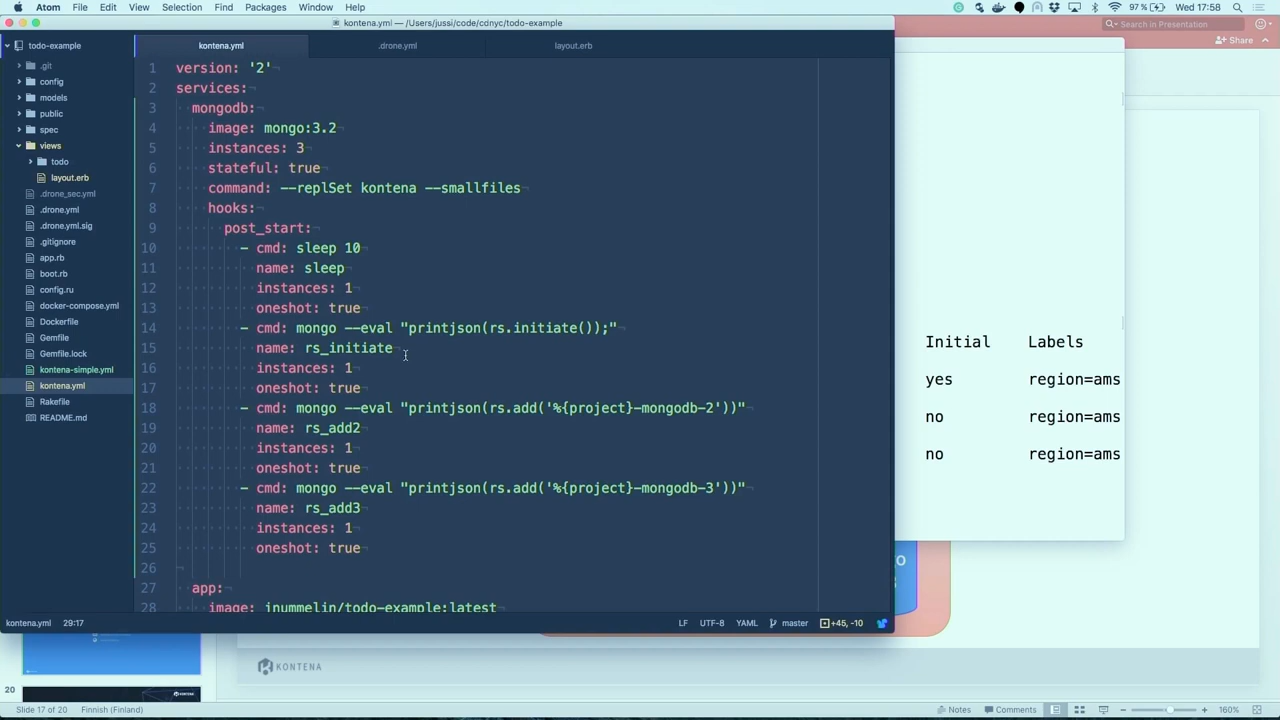 Atom File Edit View Selection Find Packages Window Help 97 % Wed 17:58
kontena.yml — /Users/jussi/code/cdnyc/todo-example
Search in Presentation
Share
todo-example
.git
config
models
public
spec
views
todo
layout.erb
.drone_sec.yml
.drone.yml
.drone.yml.sig
.gitignore
app.rb
boot.rb
config.ru
docker-compose.yml
Dockerfile
Gemfile
Gemfile.lock
kontena-simple.yml
kontena.yml
Rakefile
README.md
kontena.yml .drone.yml layout.erb
1 version: '2'
2 services:
3 mongodb:
4 image: mongo:3.2
5 instances: 3
6 stateful: true
7 command: --replSet kontena --smallfiles
8 hooks:
9 post_start:
10 - cmd: sleep 10
11 name: sleep
12 instances: 1
13 oneshot: true
14 - cmd: mongo --eval "printjson(rs.initiate());"
15 name: rs_initiate
16 instances: 1
17 oneshot: true
18 - cmd: mongo --eval "printjson(rs.add('%{project}-mongodb-2'))"
19 name: rs_add2
20 instances: 1
21 oneshot: true
22 - cmd: mongo --eval "printjson(rs.add('%{project}-mongodb-3'))"
23 name: rs_add3
24 instances: 1
25 oneshot: true
26
27 app:
28 image: jnummelin/todo-example:latest
Initial Labels
yes region=ams
no region=ams
no region=ams
kontena.yml 29:17 LF UTF-8 YAML master +45, -10
KONTENA
20
KONTENA
Slide 17 of 20 Finnish (Finland) Notes Comments 160%